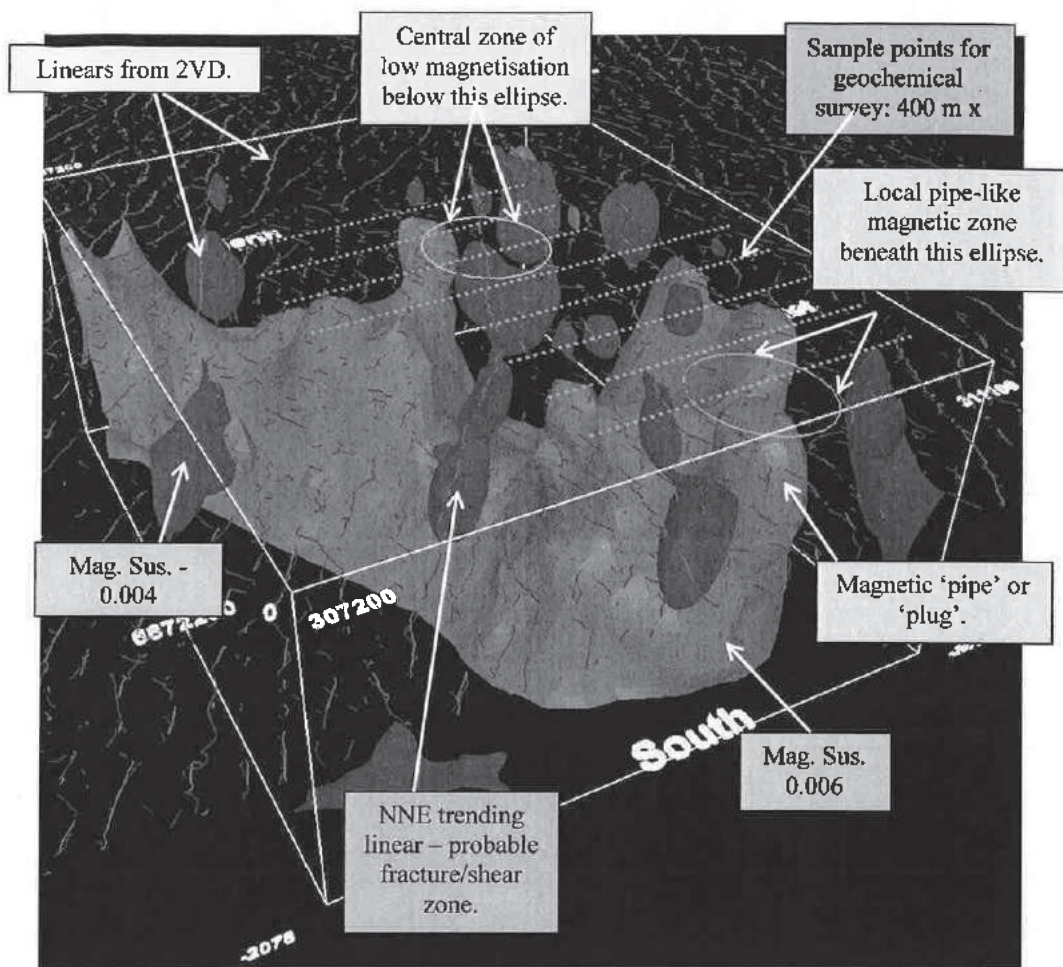 Linears from 2VD.
Central zone of
low magnetisation
below this ellipse.
Sample points for
geochemical
survey: 400 m x
Local pipe-like
magnetic zone
beneath this ellipse.
Mag. Sus. -
0.004
0
307200
Magnetic ‘pipe’ or
‘plug’.
South
Mag. Sus.
0.006
NNE trending
linear – probable
fracture/shear
zone.
-2078